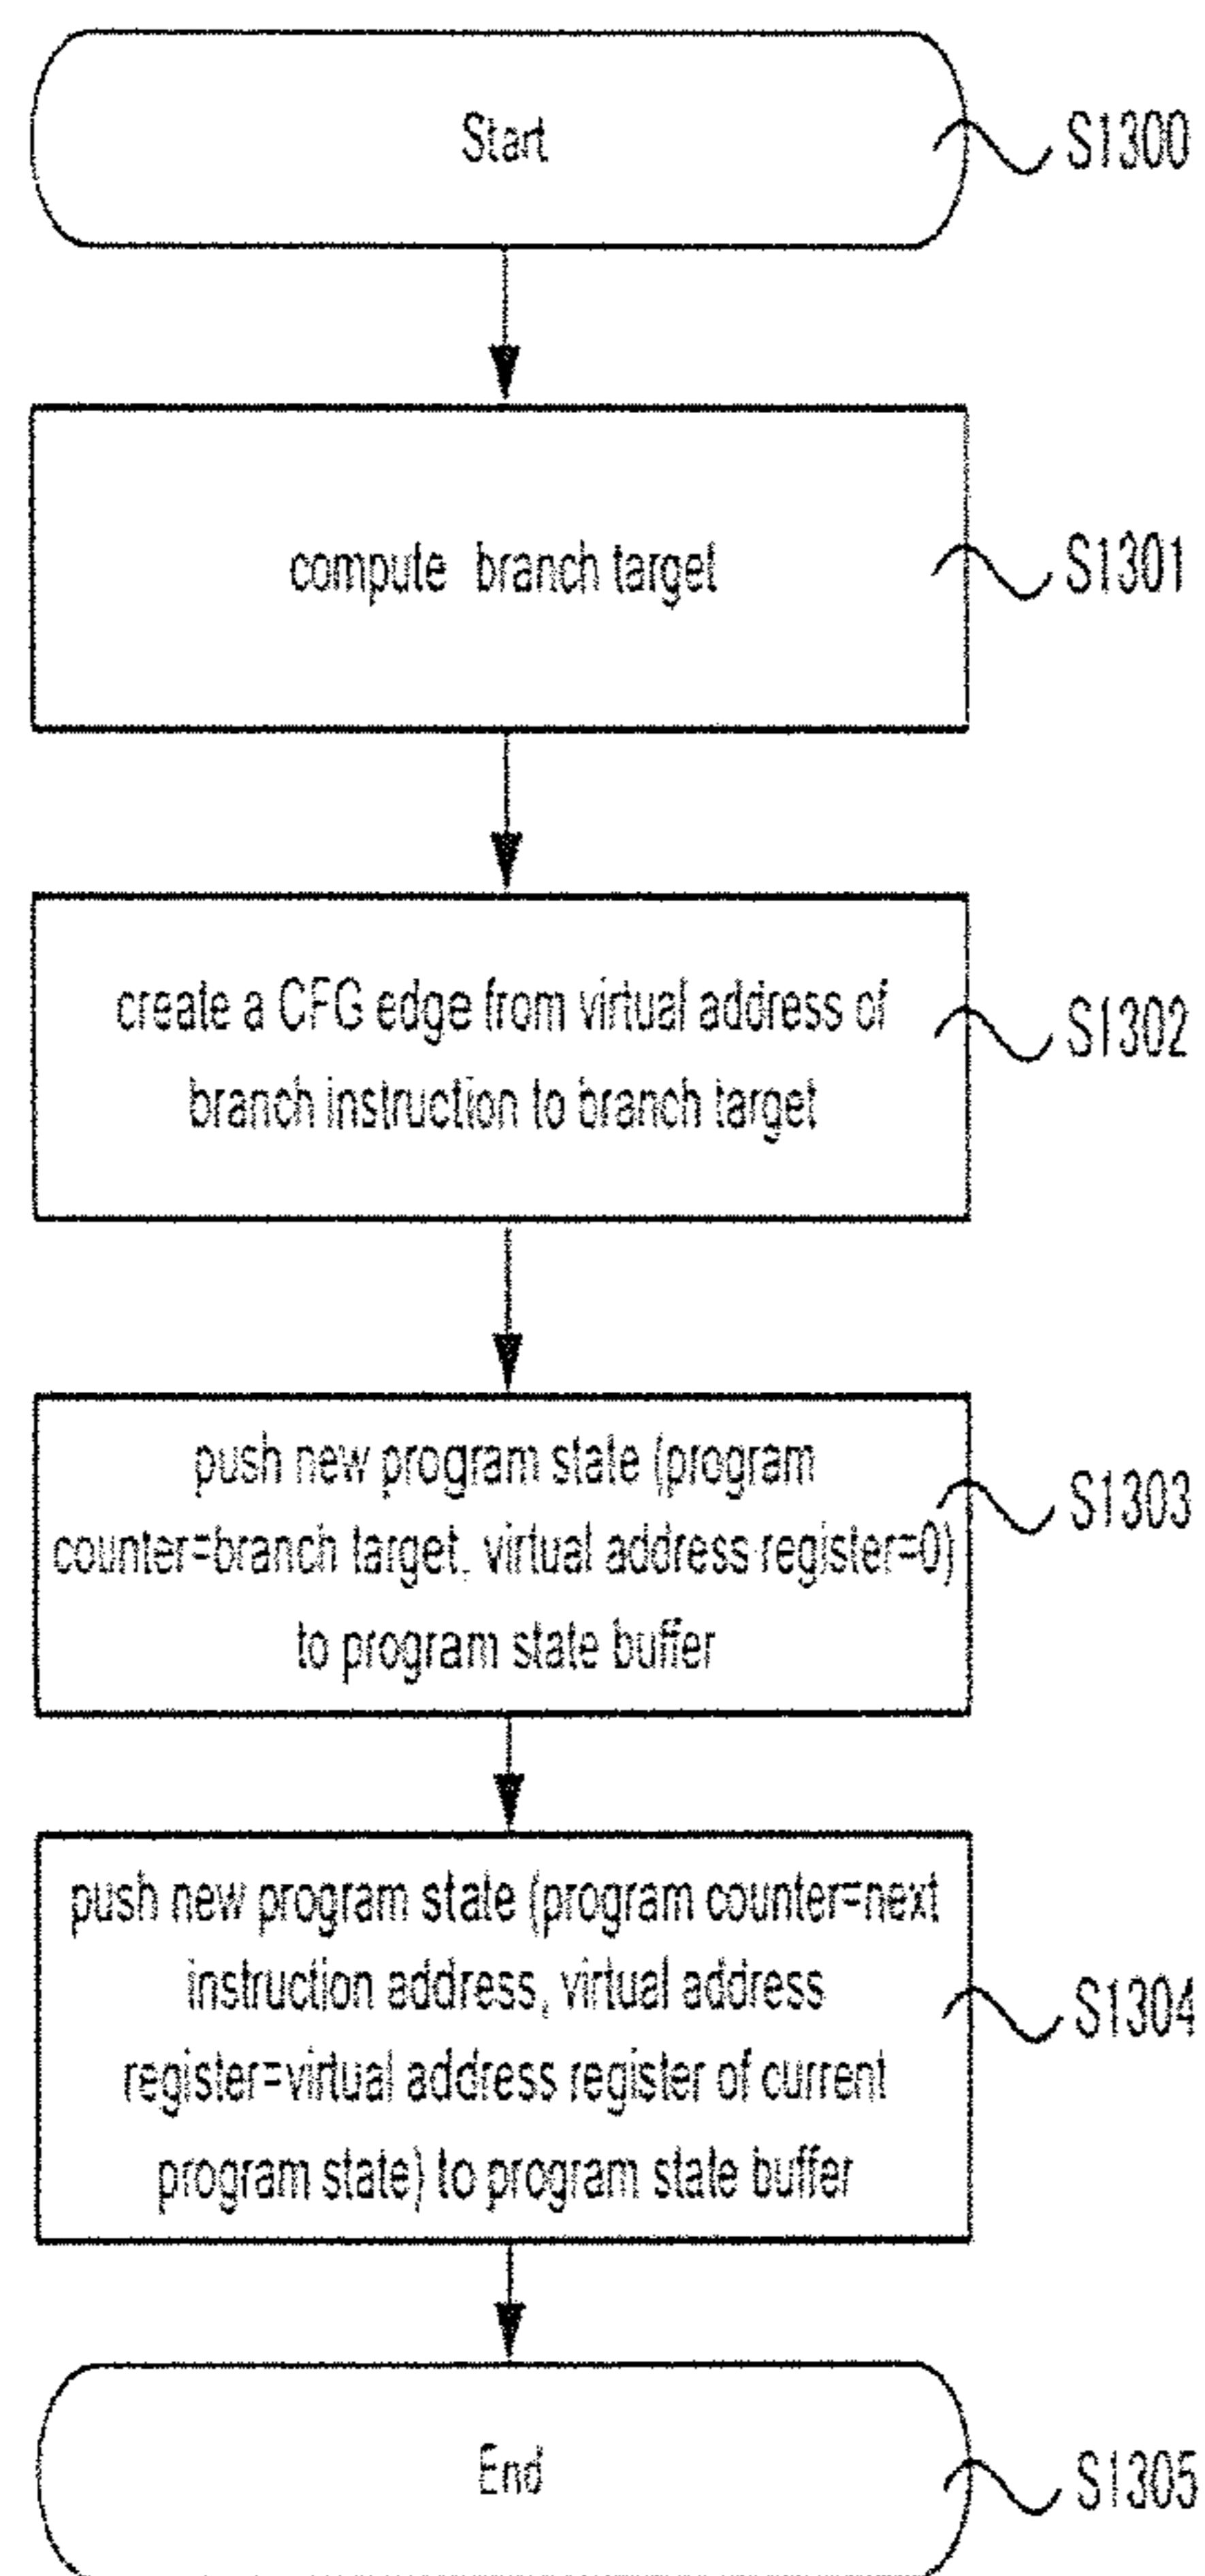 Start
S1300
compute branch target
S1301
create a CFG edge from virtual address of
branch instruction to branch target
S1302
push new program state (program
counter=branch target, virtual address register=0)
to program state buffer
S1303
push new program state (program counter=next
instruction address, virtual address
register=virtual address register of current
program state) to program state buffer
S1304
End
S1305